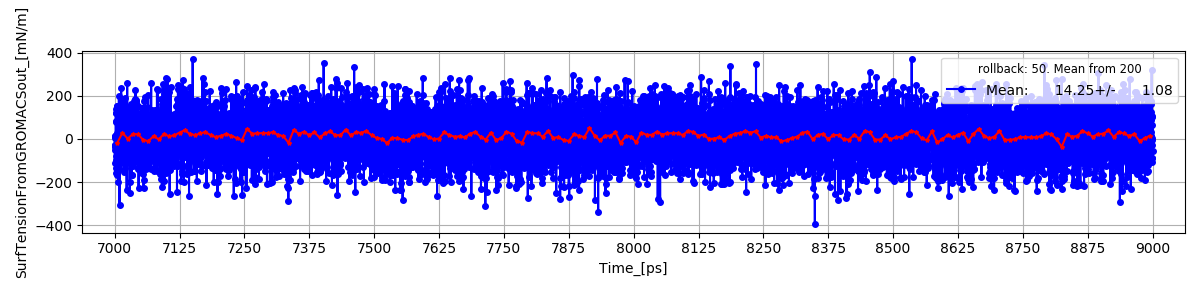 SurfTensionFromGROMACSout_[mN/m]
400
200
0
−200
−400
rollback: 50. Mean from 200
Mean: 14.25+/- 1.08
7000 7125 7250 7375 7500 7625 7750 7875 8000 8125 8250 8375 8500 8625 8750 8875 9000
Time_[ps]